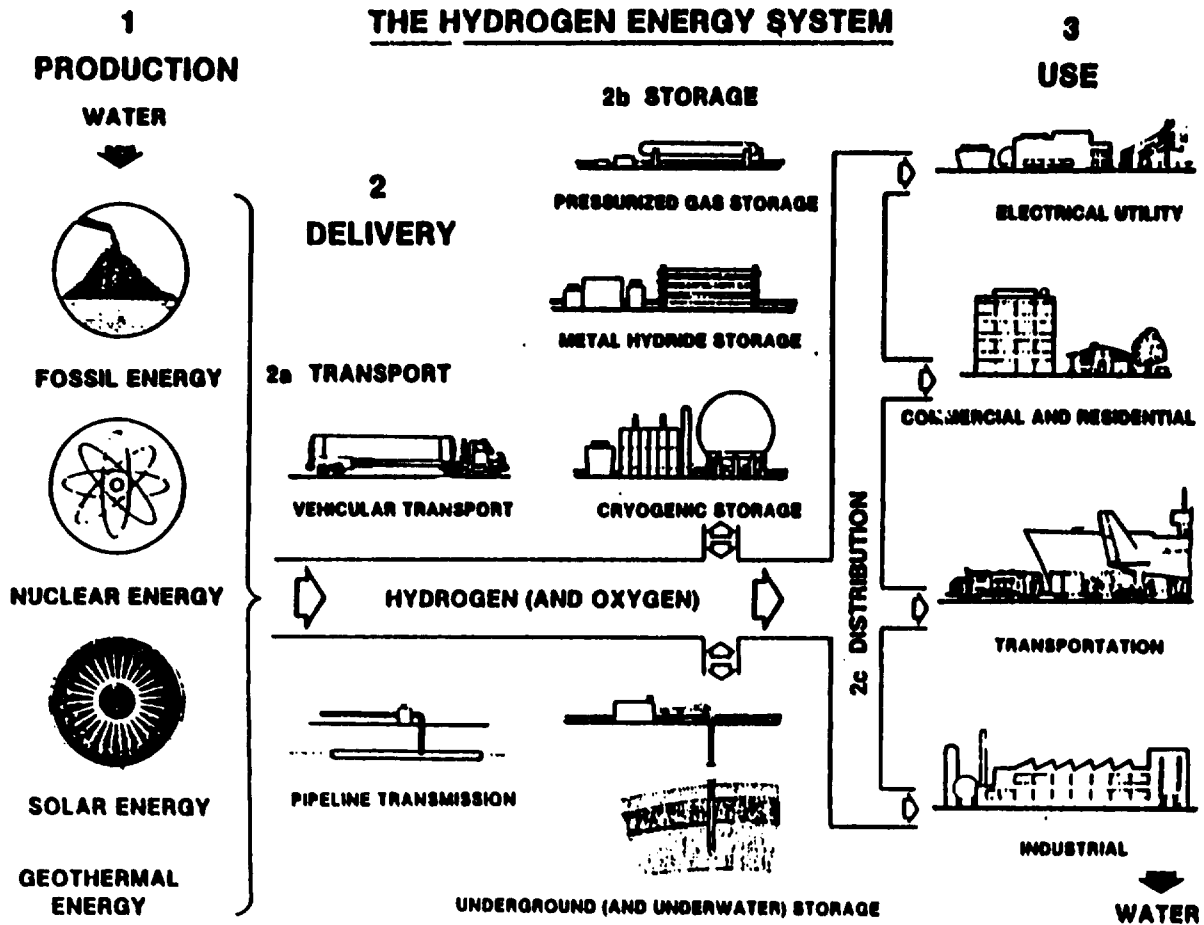 THE HYDROGEN ENERGY SYSTEM
1
PRODUCTION
WATER
FOSSIL ENERGY
NUCLEAR ENERGY
SOLAR ENERGY
GEOTHERMAL
ENERGY
2
DELIVERY
2a TRANSPORT
VEHICULAR TRANSPORT
HYDROGEN (AND OXYGEN)
PIPELINE TRANSMISSION
2b STORAGE
PRESSURIZED GAS STORAGE
METAL HYDRIDE STORAGE
CRYOGENIC STORAGE
UNDERGROUND (AND UNDERWATER) STORAGE
2c DISTRIBUTION
3
USE
ELECTRICAL UTILITY
COMMERCIAL AND RESIDENTIAL
TRANSPORTATION
INDUSTRIAL
WATER